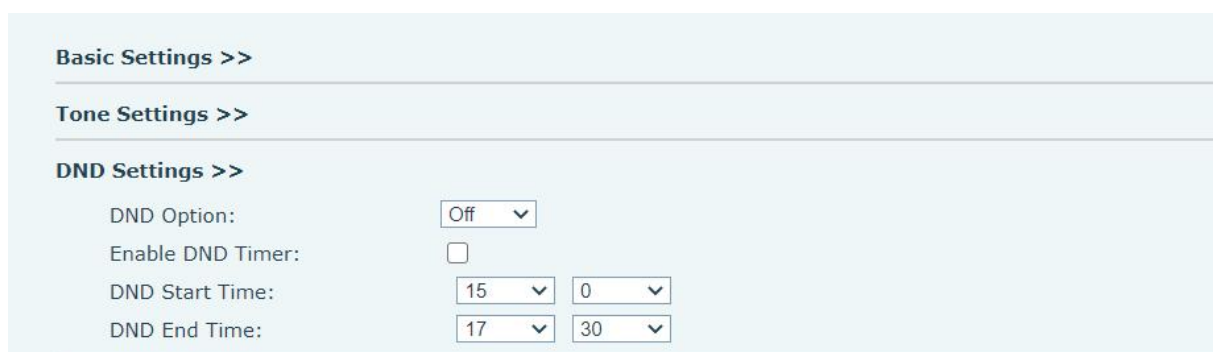 Basic Settings >>
Tone Settings >>
DND Settings >>
DND Option: Off
Enable DND Timer:
DND Start Time: 15 0
DND End Time: 17 30